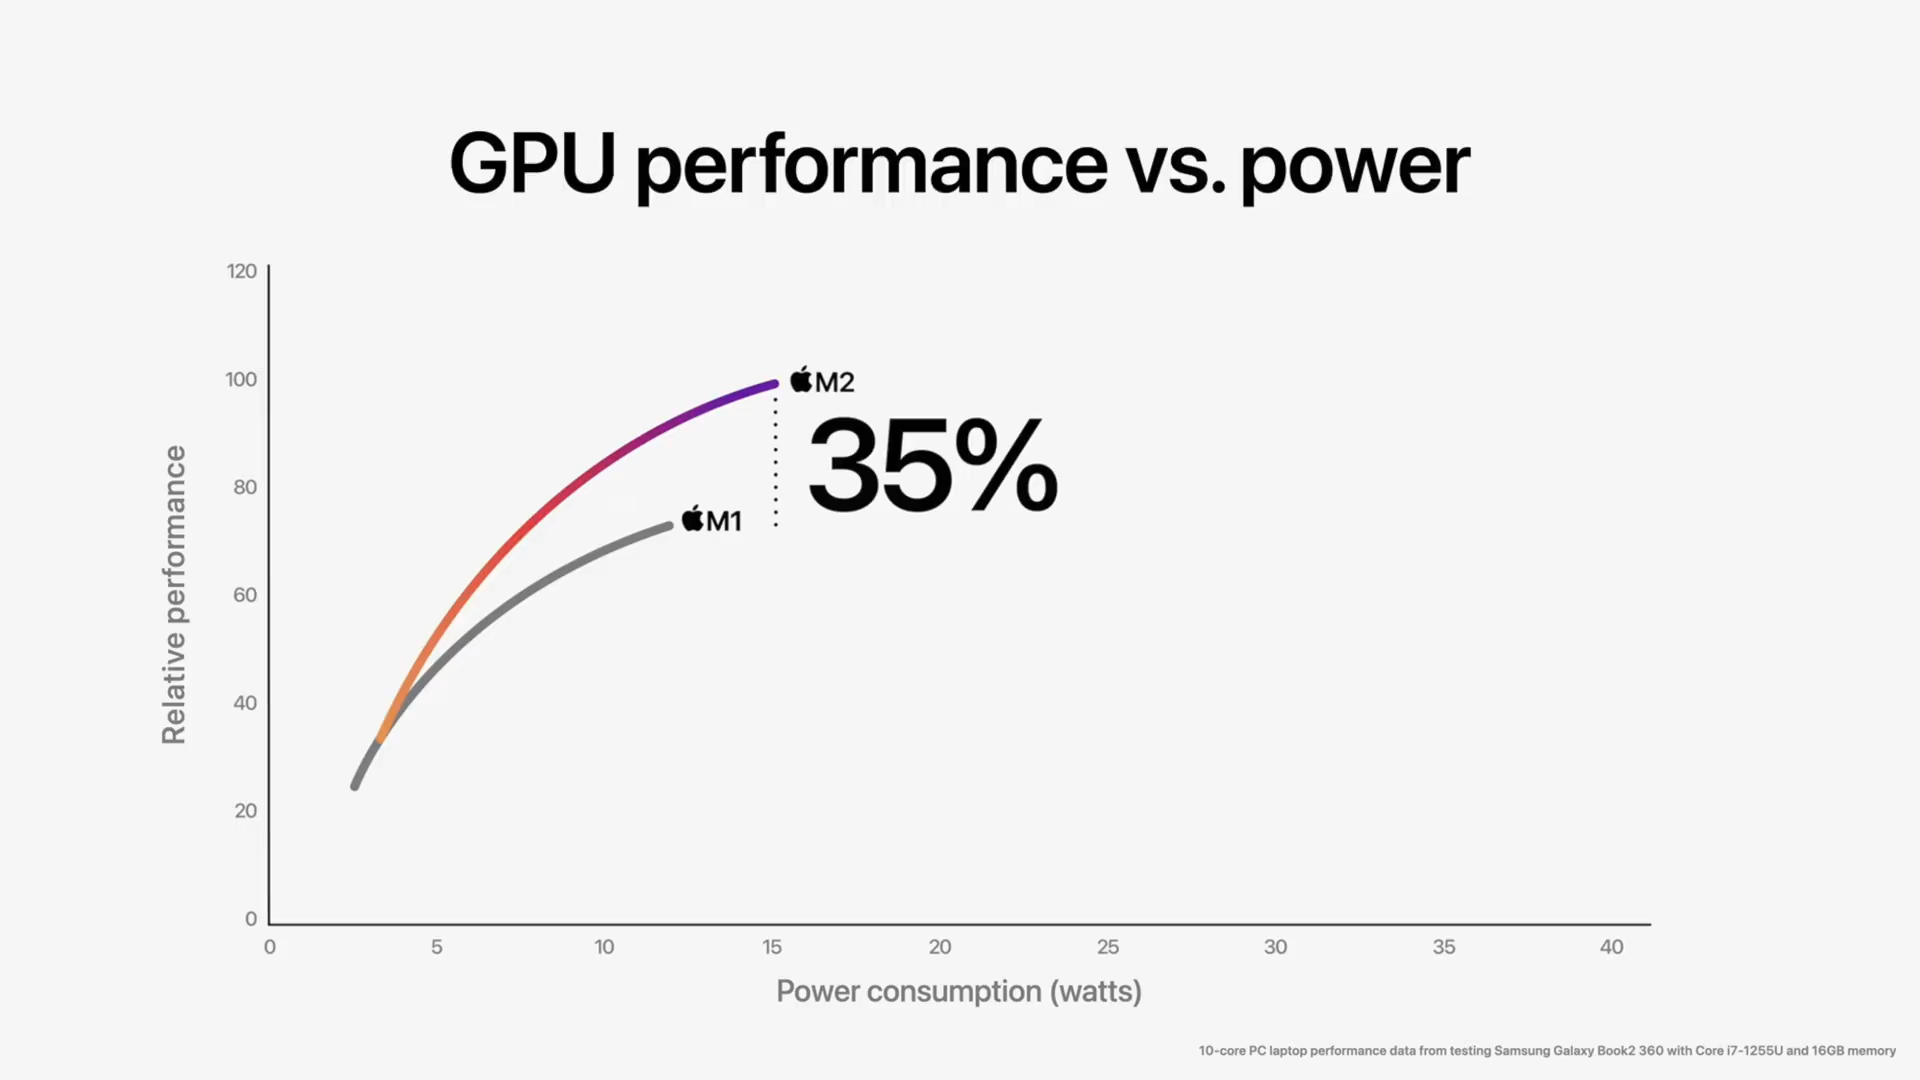 GPU performance vs. power
120
100
80
60
40
20
0
Relative performance
M2
35%
M1
0 5 10 15 20 25 30 35 40
Power consumption (watts)
10-core PC laptop performance data from testing Samsung Galaxy Book2 360 with Core i7-1255U and 16GB memory